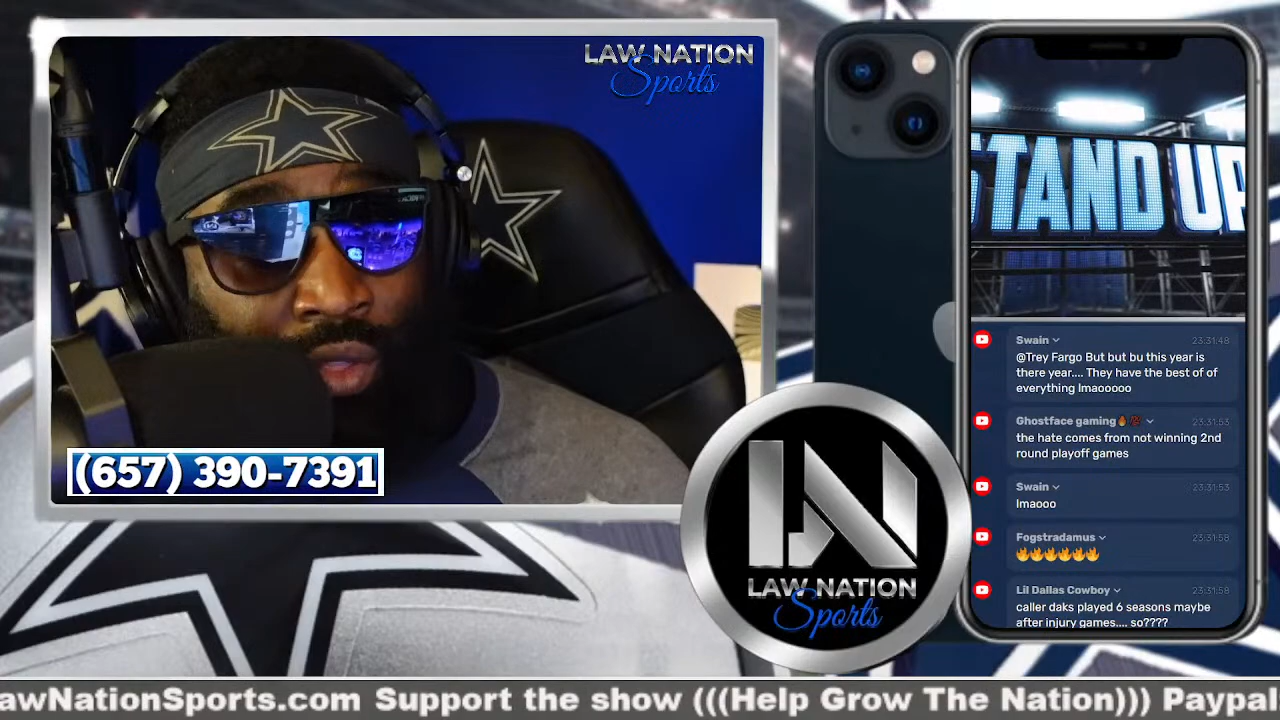 LAW NATION
Sports
(657) 390-7391
STAND UP
Swain
23:31:48
@Trey Fargo But but bu this year is
there year.... They have the best of of
everything lmaooooo
Ghostface gaming🔥💯
23:31:53
the hate comes from not winning 2nd
round playoff games
Swain
23:31:53
lmaooo
Fogstradamus
23:31:58
🔥🔥🔥🔥🔥🔥
Lil Dallas Cowboy
23:31:58
caller daks played 6 seasons maybe
after injury games.... so????
LN
LAW NATION
Sports
awNationSports.com Support the show (((Help Grow The Nation))) Paypal